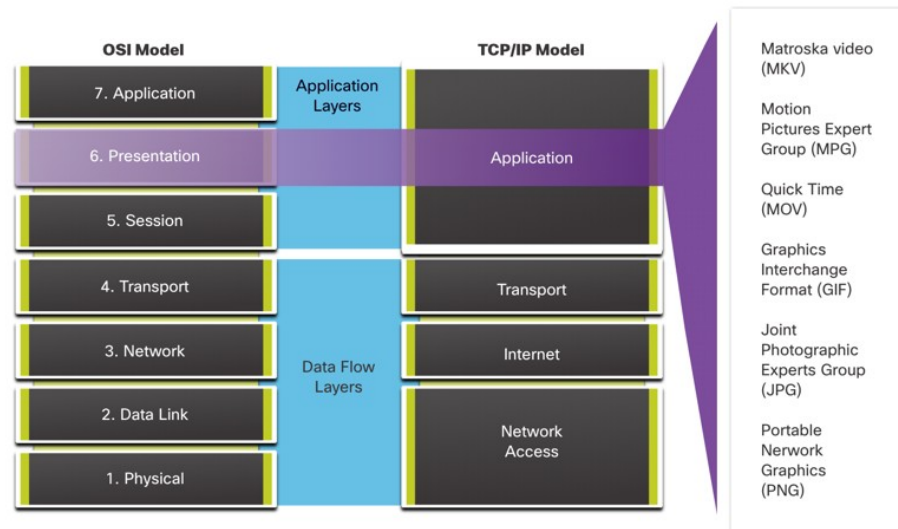 OSI Model
TCP/IP Model
7. Application
6. Presentation
5. Session
4. Transport
3. Network
2. Data Link
1. Physical
Application
Layers
Data Flow
Layers
Application
Transport
Internet
Network
Access
Matroska video
(MKV)
Motion
Pictures Expert
Group (MPG)
Quick Time
(MOV)
Graphics
Interchange
Format (GIF)
Joint
Photographic
Experts Group
(JPG)
Portable
Nerwork
Graphics
(PNG)